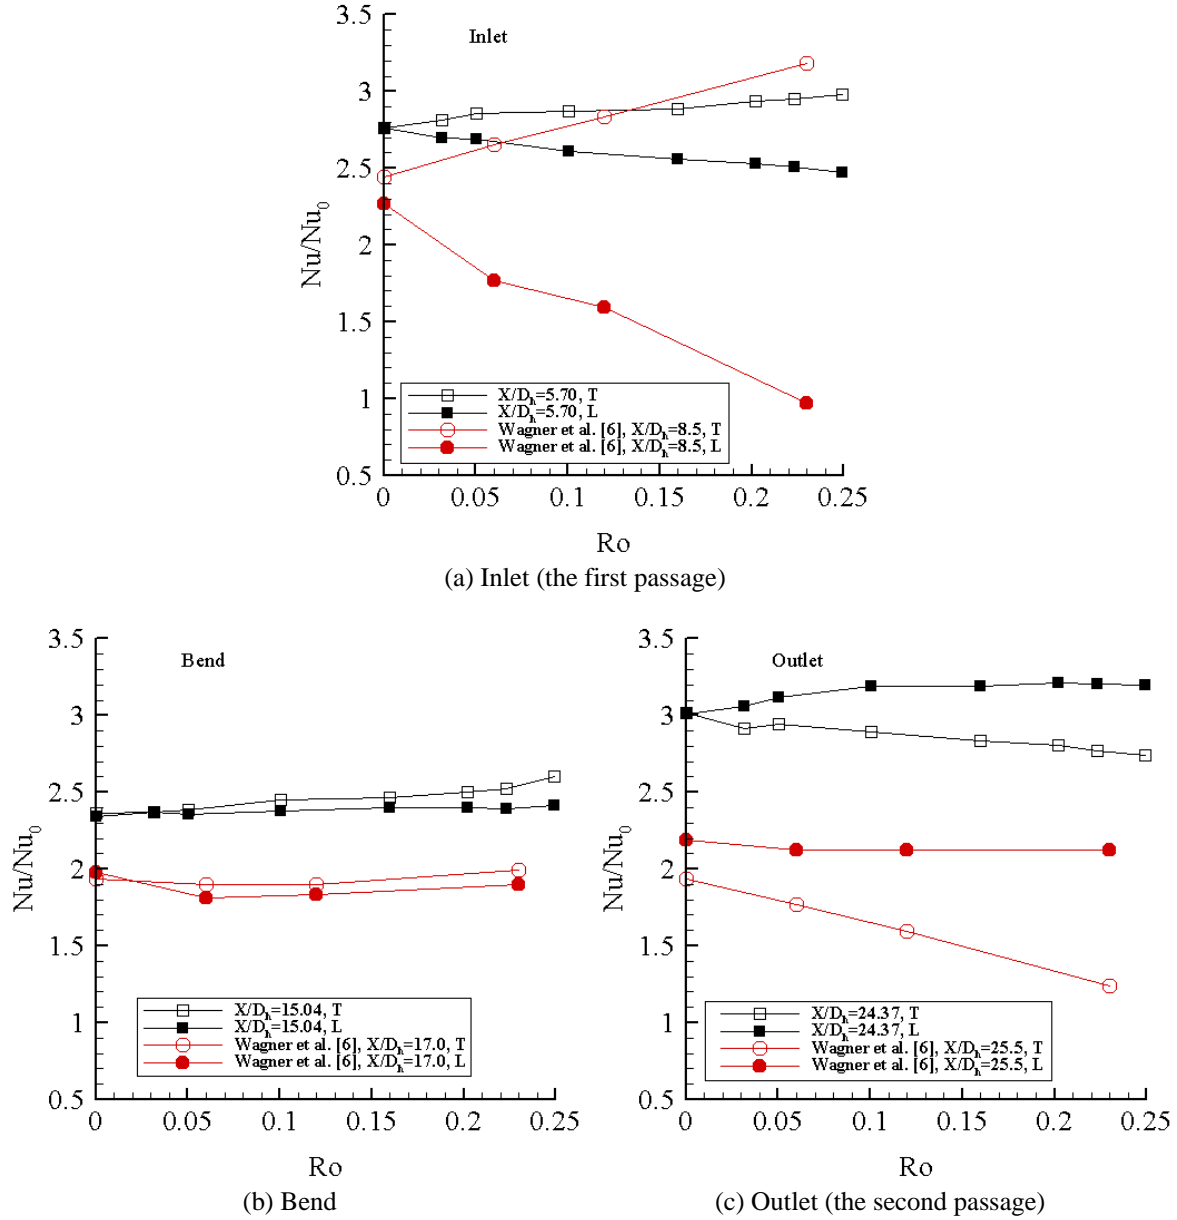 3.5
Inlet
3
2.5
Nu/Nu0
2
1.5
1
X/Dh=5.70, T
X/Dh=5.70, L
Wagner et al. [6], X/Dh=8.5, T
Wagner et al. [6], X/Dh=8.5, L
0.5
0 0.05 0.1 0.15 0.2 0.25
Ro
(a) Inlet (the first passage)
3.5
Bend
3
2.5
Nu/Nu0
2
1.5
1
X/Dh=15.04, T
X/Dh=15.04, L
Wagner et al. [6], X/Dh=17.0, T
Wagner et al. [6], X/Dh=17.0, L
0.5
0 0.05 0.1 0.15 0.2 0.25
Ro
(b) Bend
3.5
Outlet
3
2.5
Nu/Nu0
2
1.5
1
X/Dh=24.37, T
X/Dh=24.37, L
Wagner et al. [6], X/Dh=25.5, T
Wagner et al. [6], X/Dh=25.5, L
0.5
0 0.05 0.1 0.15 0.2 0.25
Ro
(c) Outlet (the second passage)